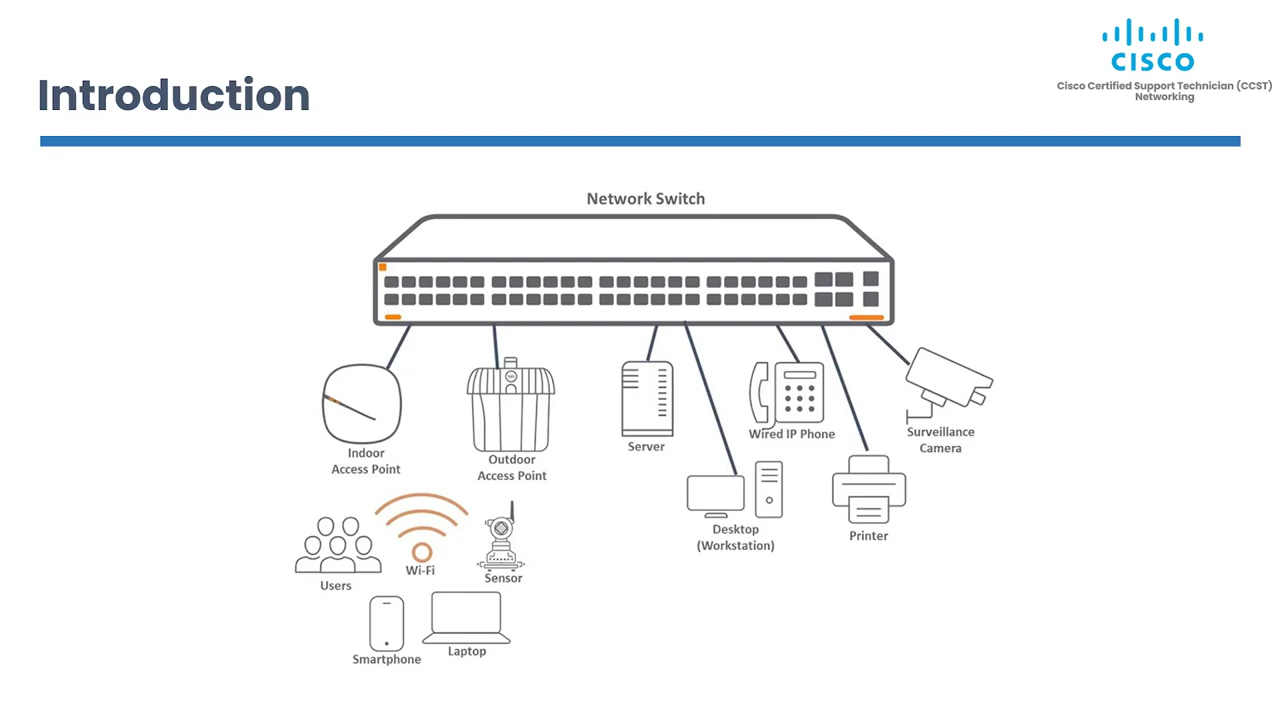 CISCO
Cisco Certified Support Technician (CCST)
Networking
Introduction
Network Switch
Indoor
Access Point
Outdoor
Access Point
Server
Wired IP Phone
Surveillance
Camera
Desktop
(Workstation)
Printer
Users
Wi-Fi
Sensor
Smartphone
Laptop